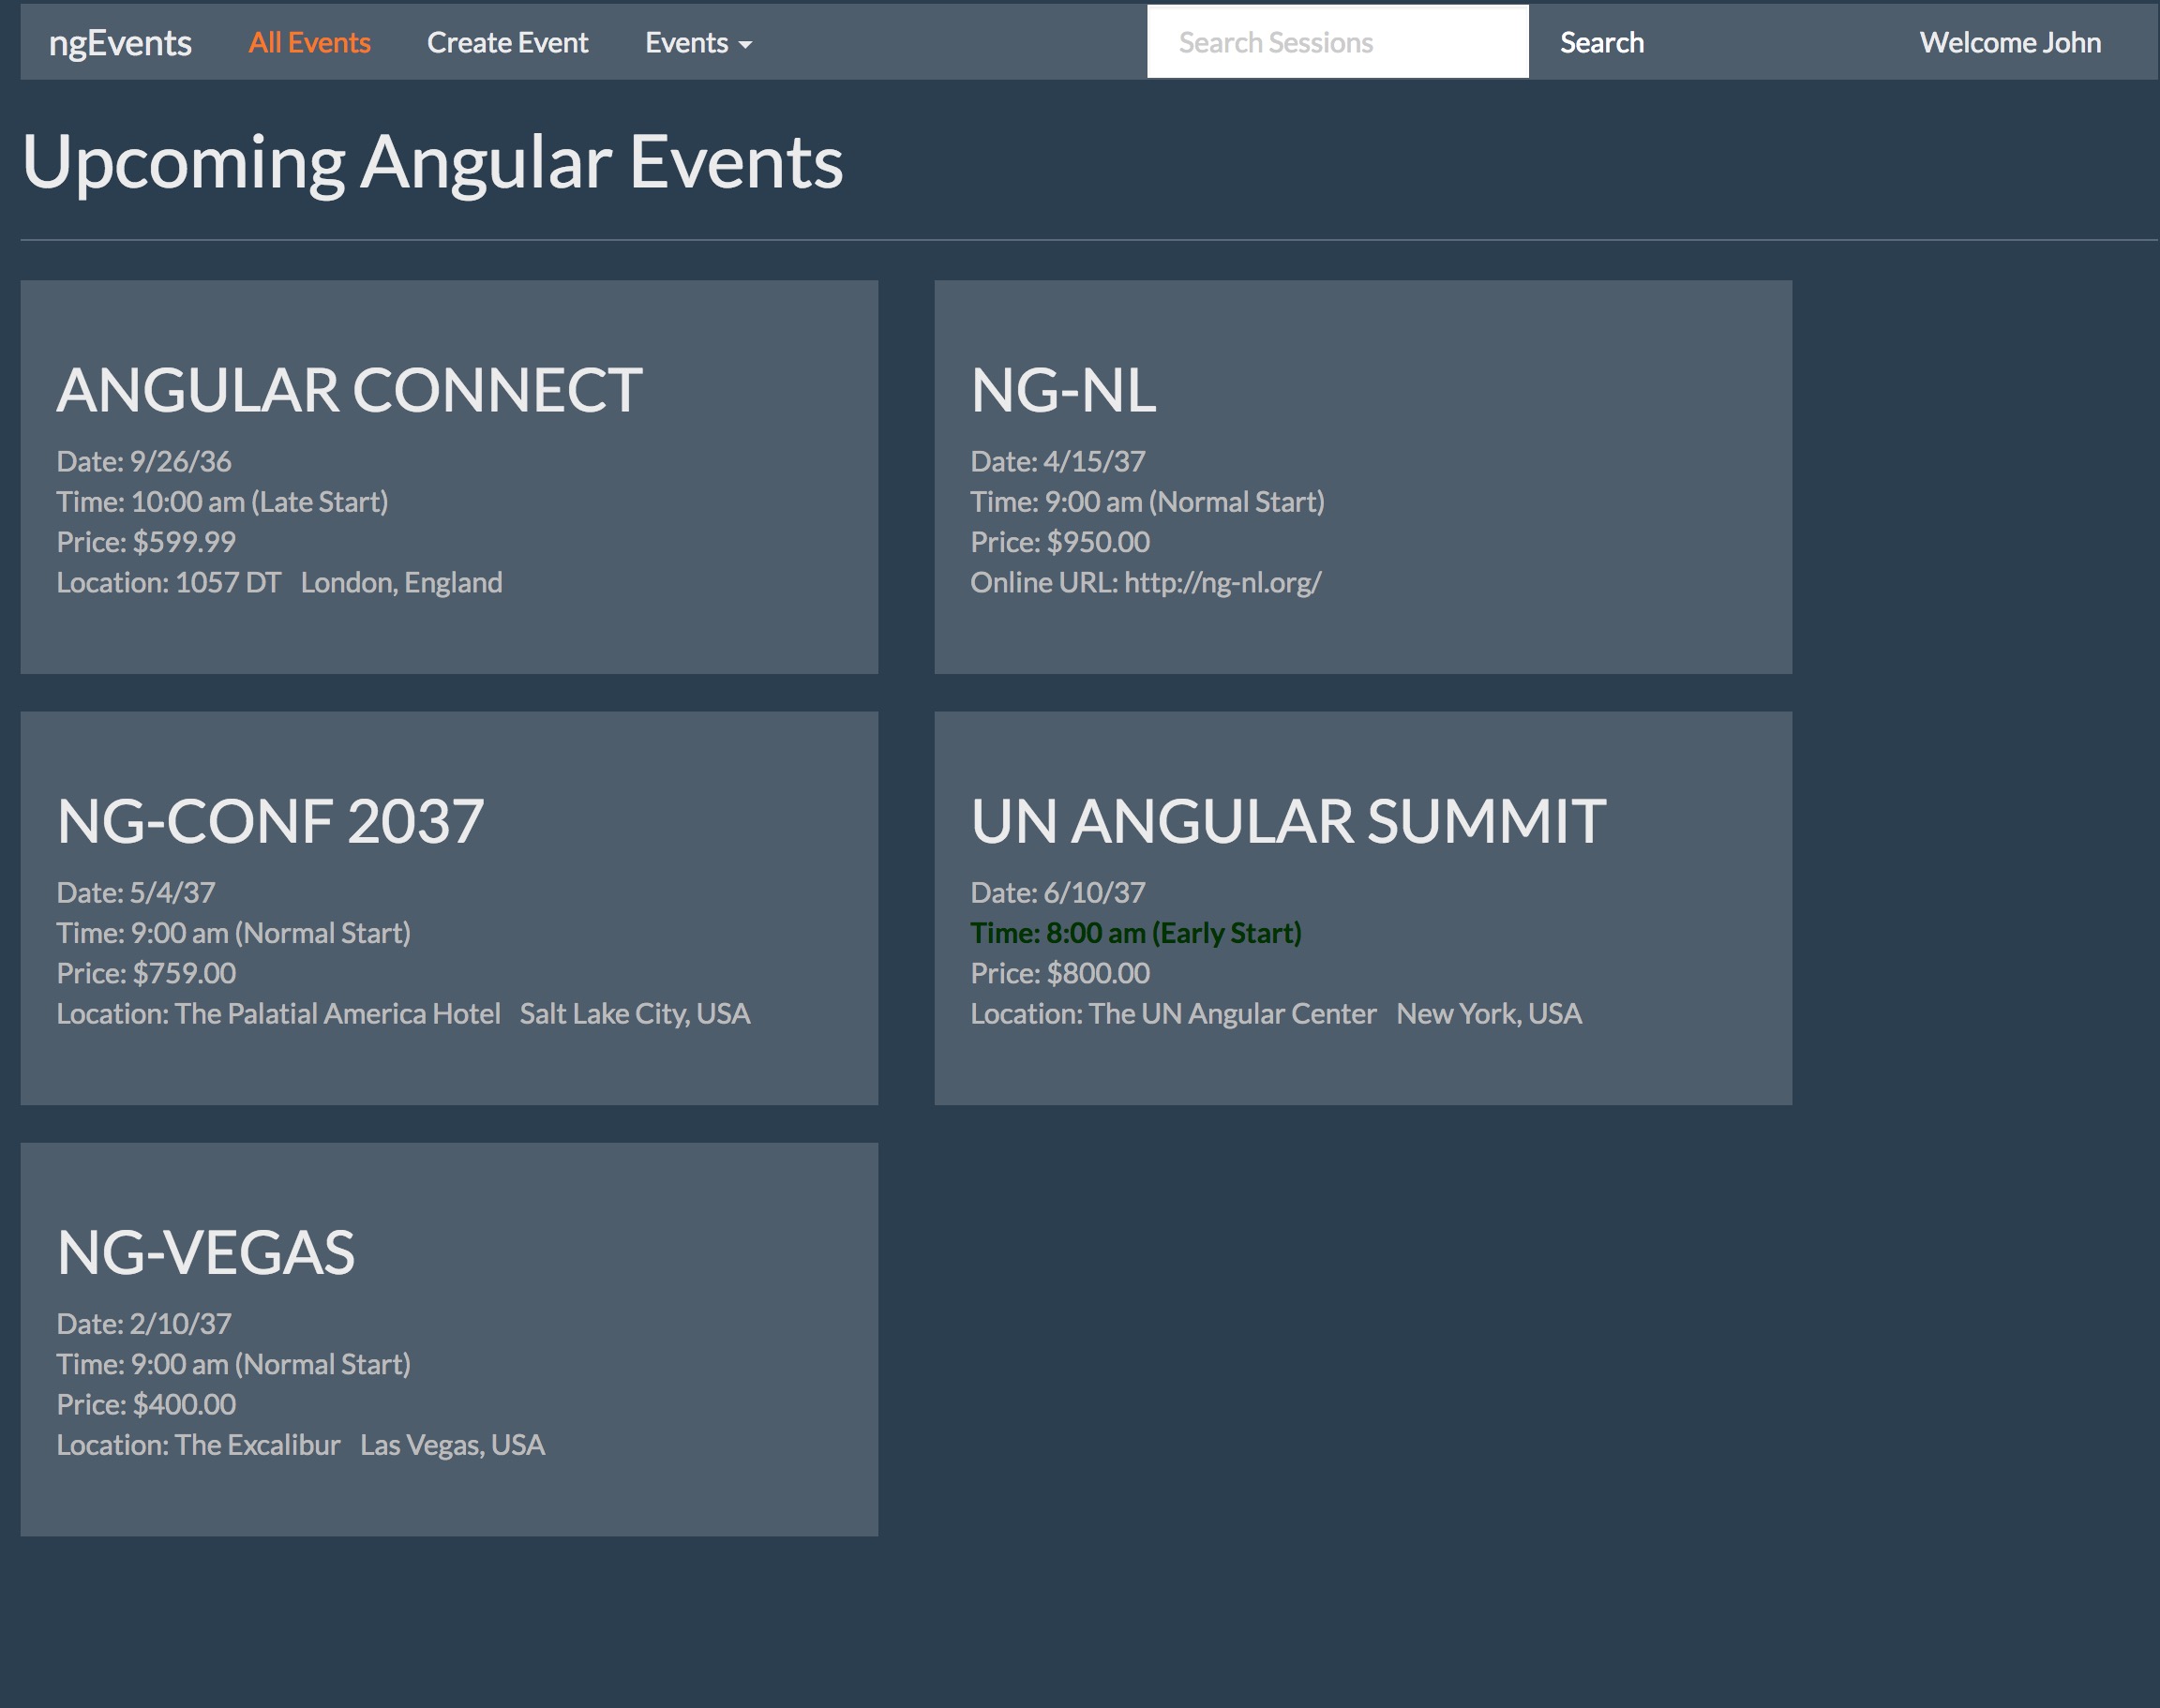 ngEvents All Events Create Event Events Search Sessions Search Welcome John
Upcoming Angular Events
ANGULAR CONNECT
Date: 9/26/36
Time: 10:00 am (Late Start)
Price: $599.99
Location: 1057 DT London, England
NG-NL
Date: 4/15/37
Time: 9:00 am (Normal Start)
Price: $950.00
Online URL: http://ng-nl.org/
NG-CONF 2037
Date: 5/4/37
Time: 9:00 am (Normal Start)
Price: $759.00
Location: The Palatial America Hotel Salt Lake City, USA
UN ANGULAR SUMMIT
Date: 6/10/37
Time: 8:00 am (Early Start)
Price: $800.00
Location: The UN Angular Center New York, USA
NG-VEGAS
Date: 2/10/37
Time: 9:00 am (Normal Start)
Price: $400.00
Location: The Excalibur Las Vegas, USA